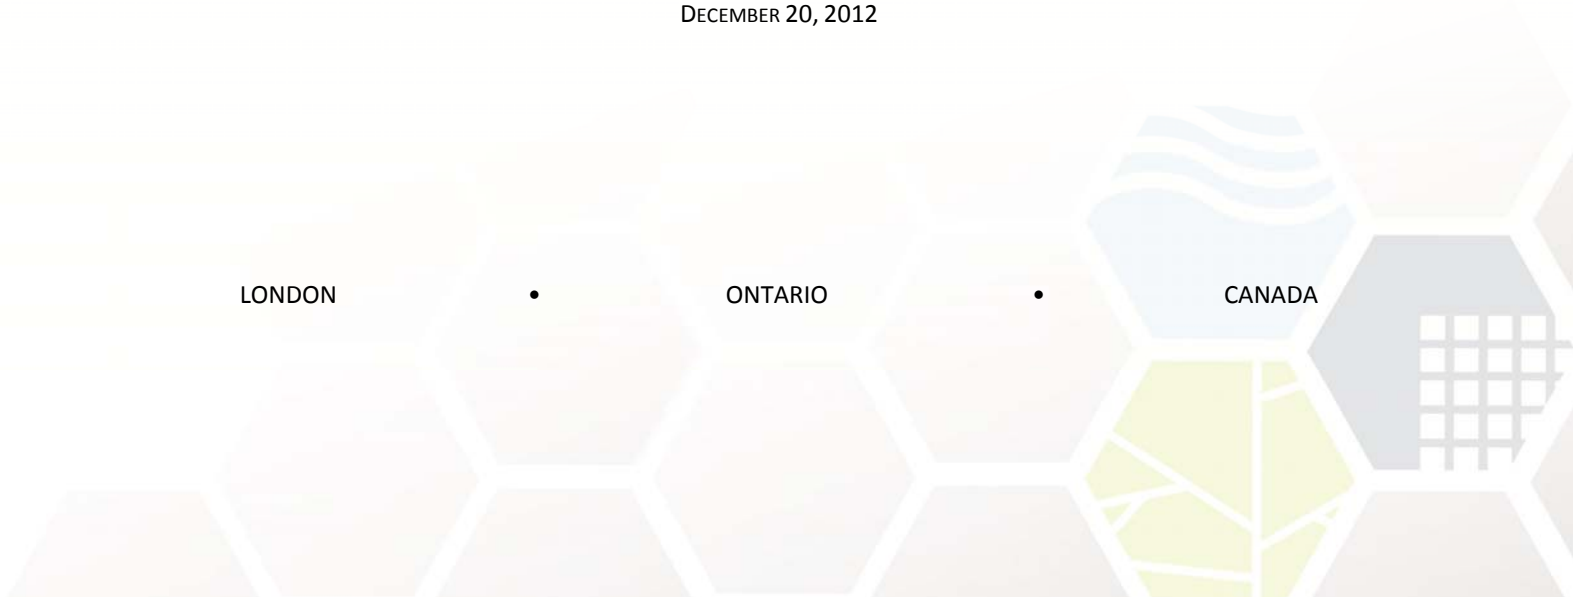 DECEMBER 20, 2012
LONDON • ONTARIO • CANADA